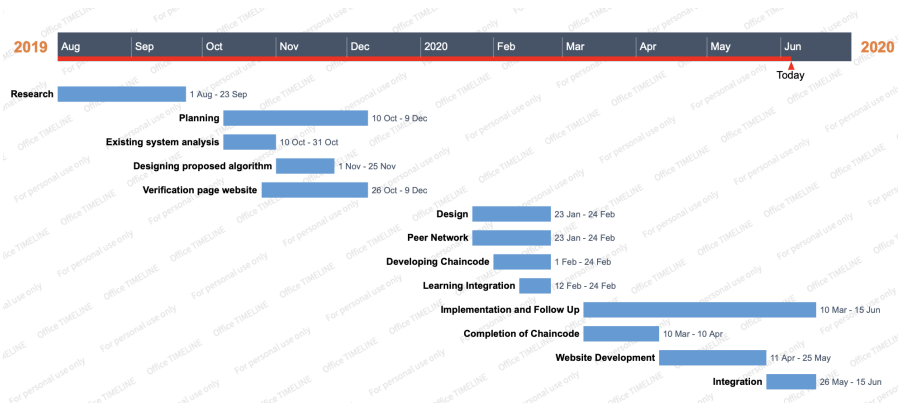 2019 Aug Sep Oct Nov Dec 2020 Feb Mar Apr May Jun 2020
Today
Research 1 Aug - 23 Sep
Planning 10 Oct - 9 Dec
Existing system analysis 10 Oct - 31 Oct
Designing proposed algorithm 1 Nov - 25 Nov
Verification page website 26 Oct - 9 Dec
Design 23 Jan - 24 Feb
Peer Network 23 Jan - 24 Feb
Developing Chaincode 1 Feb - 24 Feb
Learning Integration 12 Feb - 24 Feb
Implementation and Follow Up 10 Mar - 15 Jun
Completion of Chaincode 10 Mar - 10 Apr
Website Development 11 Apr - 25 May
Integration 26 May - 15 Jun
Office TIMELINE For personal use only